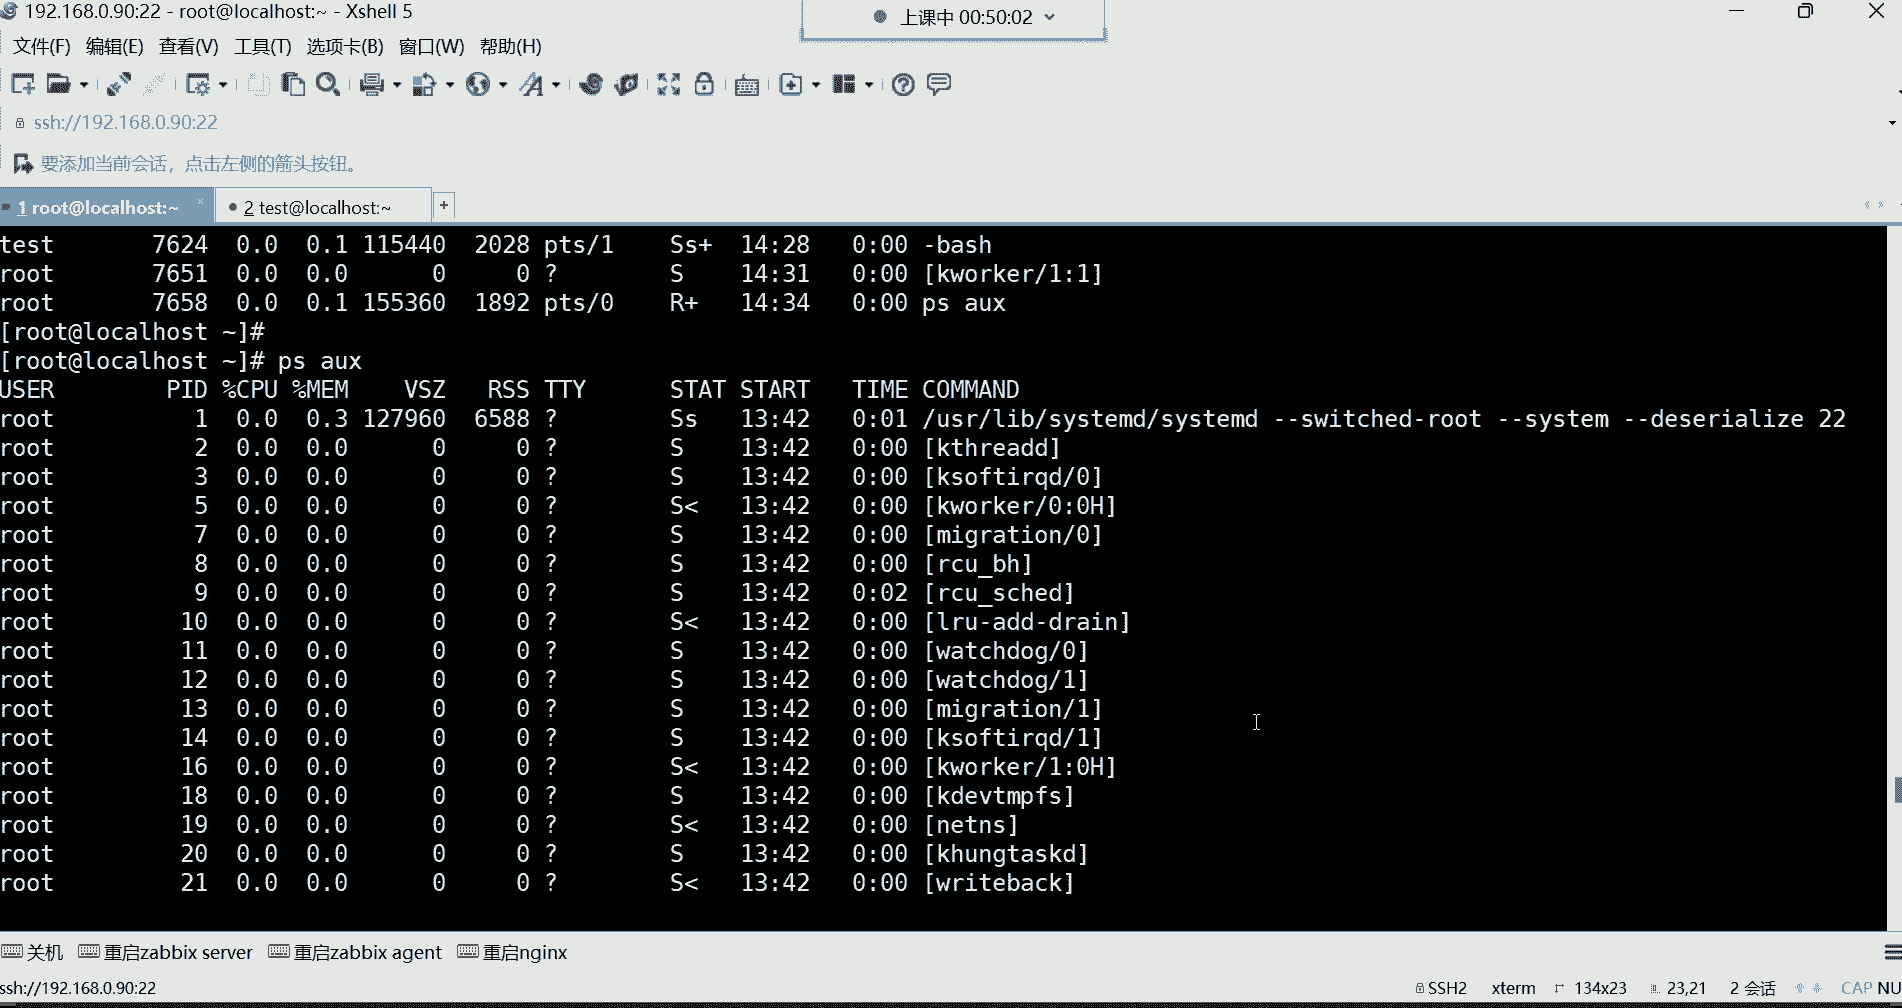 192.168.0.90:22 - root@localhost:~ - Xshell 5
上课中 00:50:02
文件(F) 编辑(E) 查看(V) 工具(T) 选项卡(B) 窗口(W) 帮助(H)
ssh://192.168.0.90:22
要添加当前会话，点击左侧的箭头按钮。
1 root@localhost:~ × 2 test@localhost:~ +
test 7624 0.0 0.1 115440 2028 pts/1 Ss+ 14:28 0:00 -bash
root 7651 0.0 0.0 0 0 ? S 14:31 0:00 [kworker/1:1]
root 7658 0.0 0.1 155360 1892 pts/0 R+ 14:34 0:00 ps aux
[root@localhost ~]#
[root@localhost ~]# ps aux
USER PID %CPU %MEM VSZ RSS TTY STAT START TIME COMMAND
root 1 0.0 0.3 127960 6588 ? Ss 13:42 0:01 /usr/lib/systemd/systemd --switched-root --system --deserialize 22
root 2 0.0 0.0 0 0 ? S 13:42 0:00 [kthreadd]
root 3 0.0 0.0 0 0 ? S 13:42 0:00 [ksoftirqd/0]
root 5 0.0 0.0 0 0 ? S< 13:42 0:00 [kworker/0:0H]
root 7 0.0 0.0 0 0 ? S 13:42 0:00 [migration/0]
root 8 0.0 0.0 0 0 ? S 13:42 0:00 [rcu_bh]
root 9 0.0 0.0 0 0 ? S 13:42 0:02 [rcu_sched]
root 10 0.0 0.0 0 0 ? S< 13:42 0:00 [lru-add-drain]
root 11 0.0 0.0 0 0 ? S 13:42 0:00 [watchdog/0]
root 12 0.0 0.0 0 0 ? S 13:42 0:00 [watchdog/1]
root 13 0.0 0.0 0 0 ? S 13:42 0:00 [migration/1]
root 14 0.0 0.0 0 0 ? S 13:42 0:00 [ksoftirqd/1]
root 16 0.0 0.0 0 0 ? S< 13:42 0:00 [kworker/1:0H]
root 18 0.0 0.0 0 0 ? S 13:42 0:00 [kdevtmpfs]
root 19 0.0 0.0 0 0 ? S< 13:42 0:00 [netns]
root 20 0.0 0.0 0 0 ? S 13:42 0:00 [khungtaskd]
root 21 0.0 0.0 0 0 ? S< 13:42 0:00 [writeback]
关机 重启zabbix server 重启zabbix agent 重启nginx
ssh://192.168.0.90:22 SSH2 xterm 134x23 23,21 2 会话 CAP NU